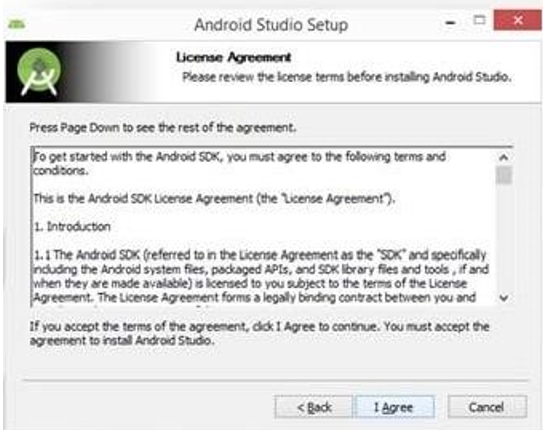 Android Studio Setup
License Agreement
Please review the license terms before installing Android Studio.
Press Page Down to see the rest of the agreement.
To get started with the Android SDK, you must agree to the following terms and
conditions.
This is the Android SDK License Agreement (the "License Agreement").
1. Introduction
1.1 The Android SDK (referred to in the License Agreement as the "SDK" and specifically
including the Android system files, packaged APIs, and SDK library files and tools , if and
when they are made available) is licensed to you subject to the terms of the License
Agreement. The License Agreement forms a legally binding contract between you and
If you accept the terms of the agreement, click I Agree to continue. You must accept the
agreement to install Android Studio.
< Back
I Agree
Cancel